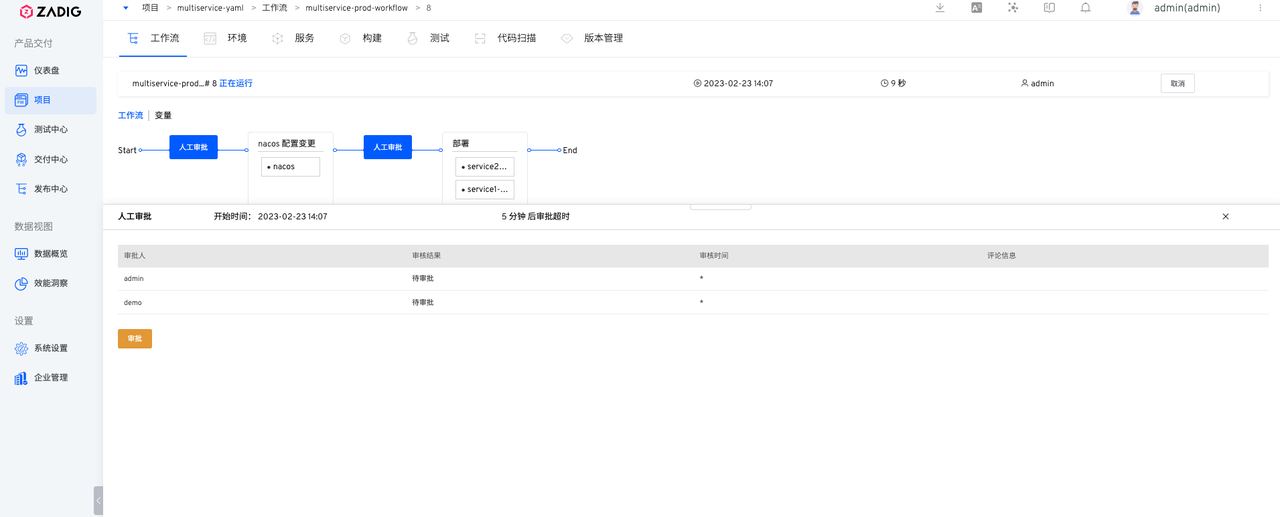 ZADIG
项目 > multiservice-yaml > 工作流 > multiservice-prod-workflow > 8
admin(admin)
产品交付
仪表盘
项目
测试中心
交付中心
发布中心
数据视图
数据概览
效能洞察
设置
系统设置
企业管理
工作流 环境 服务 构建 测试 代码扫描 版本管理
multiservice-prod...# 8 正在运行 2023-02-23 14:07 9 秒 admin 取消
工作流 变量
Start 人工审批 nacos 配置变更 人工审批 部署 End
nacos
service2...
service1-...
人工审批 开始时间: 2023-02-23 14:07 5 分钟 后审批超时
审批人 审核结果 审核时间 评论信息
admin 待审批 *
demo 待审批 *
审批